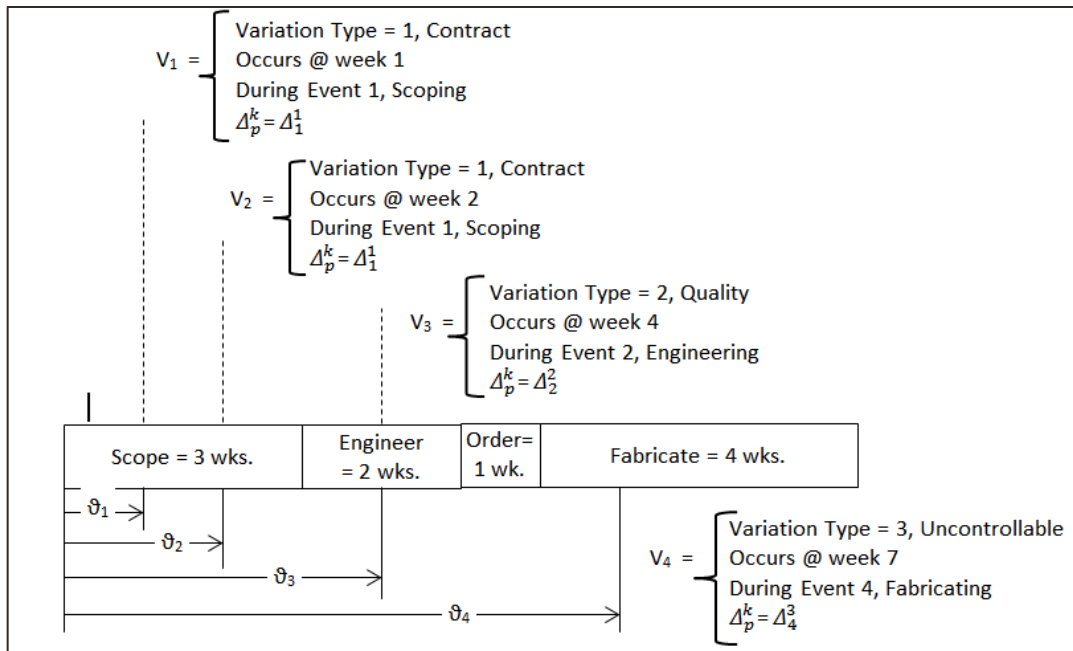 Variation Type = 1, Contract
V₁ =
Occurs @ week 1
During Event 1, Scoping
Δₚᵏ = Δ₁¹
Variation Type = 1, Contract
V₂ =
Occurs @ week 2
During Event 1, Scoping
Δₚᵏ = Δ₁¹
Variation Type = 2, Quality
V₃ =
Occurs @ week 4
During Event 2, Engineering
Δₚᵏ = Δ₂²
Scope = 3 wks.
Engineer
= 2 wks.
Order=
1 wk.
Fabricate = 4 wks.
ϑ₁
ϑ₂
ϑ₃
ϑ₄
Variation Type = 3, Uncontrollable
V₄ =
Occurs @ week 7
During Event 4, Fabricating
Δₚᵏ = Δ₄³